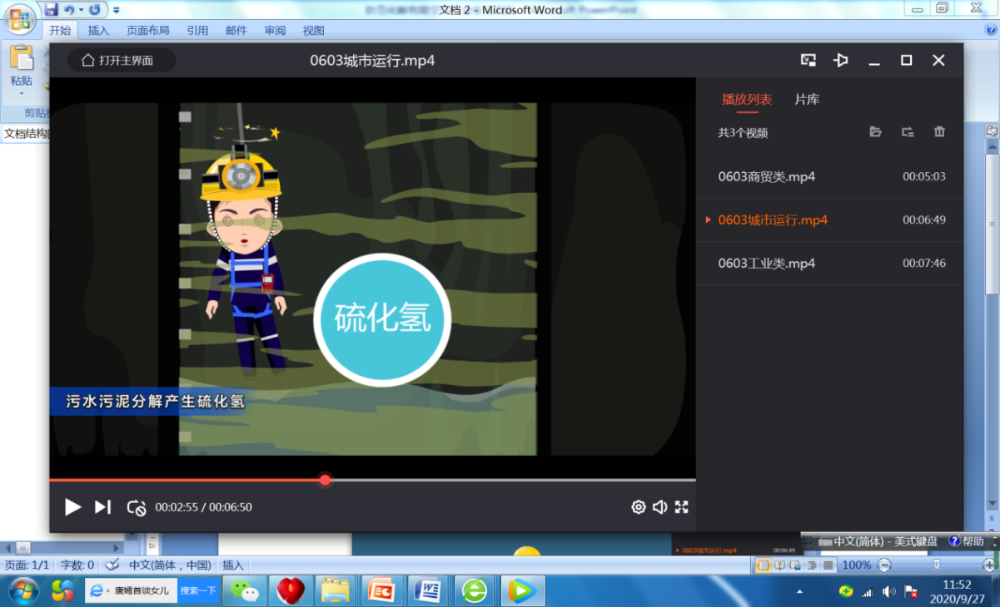 文档 2 - Microsoft Word
开始 插入 页面布局 引用 邮件 审阅 视图
粘贴
剪贴
文档结构
打开主界面
0603城市运行.mp4
播放列表 片库
共3个视频
0603商贸类.mp4 00:05:03
0603城市运行.mp4 00:06:49
0603工业类.mp4 00:07:46
硫化氢
污水污泥分解产生硫化氢
00:02:55 / 00:06:50
0603城市运行.mp4 00:06:49
中文(简体) - 美式键盘 帮助
页面: 1/1 字数: 0 中文(简体，中国) 插入 100%
唐嫣首谈女儿 搜索一下
11:52
2020/9/27